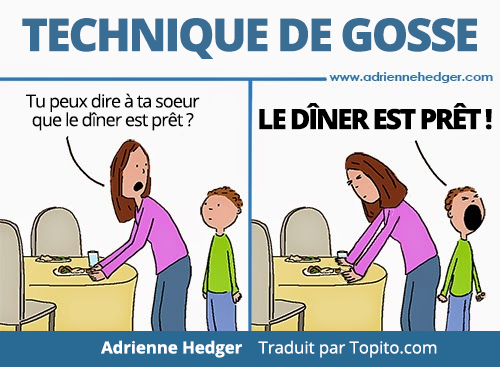 TECHNIQUE DE GOSSE
www.adriennehedger.com
Tu peux dire à ta soeur
que le dîner est prêt ?
LE DÎNER EST PRÊT !
Adrienne Hedger Traduit par Topito.com